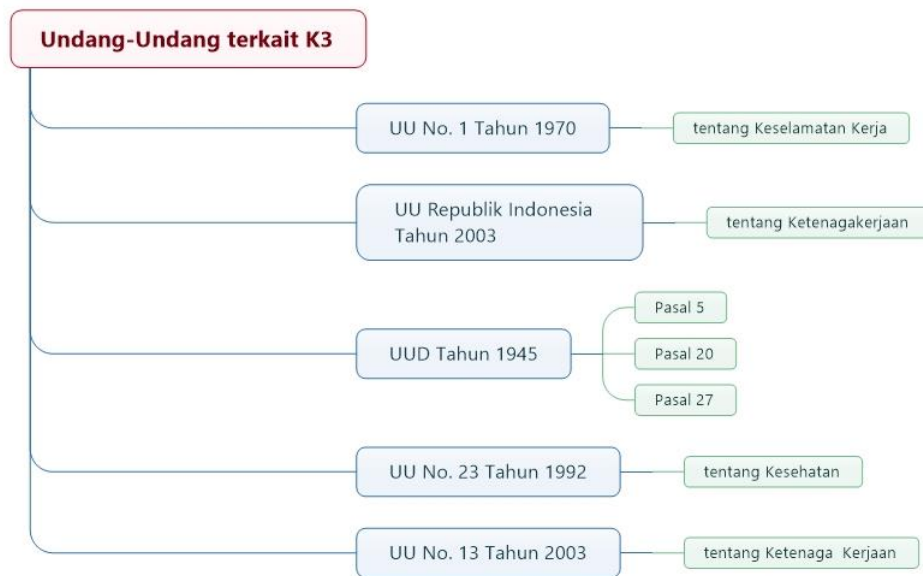 Undang-Undang terkait K3
UU No. 1 Tahun 1970
tentang Keselamatan Kerja
UU Republik Indonesia
Tahun 2003
tentang Ketenagakerjaan
UUD Tahun 1945
Pasal 5
Pasal 20
Pasal 27
UU No. 23 Tahun 1992
tentang Kesehatan
UU No. 13 Tahun 2003
tentang Ketenaga  Kerjaan